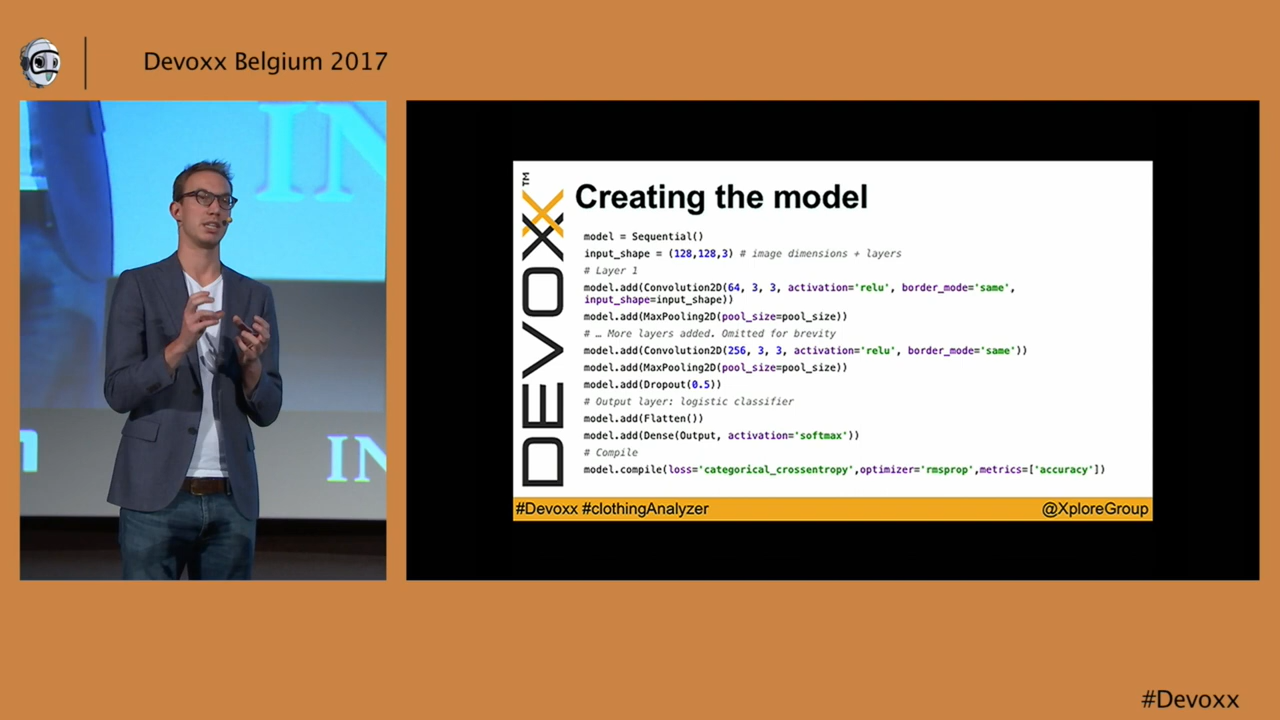 Devoxx Belgium 2017
IN
IN
DEVOXX™
Creating the model
model = Sequential()
input_shape = (128,128,3) # image dimensions + layers
# Layer 1
model.add(Convolution2D(64, 3, 3, activation='relu', border_mode='same',
input_shape=input_shape))
model.add(MaxPooling2D(pool_size=pool_size))
# … More layers added. Omitted for brevity
model.add(Convolution2D(256, 3, 3, activation='relu', border_mode='same'))
model.add(MaxPooling2D(pool_size=pool_size))
model.add(Dropout(0.5))
# Output layer: logistic classifier
model.add(Flatten())
model.add(Dense(Output, activation='softmax'))
# Compile
model.compile(loss='categorical_crossentropy',optimizer='rmsprop',metrics=['accuracy'])
#Devoxx #clothingAnalyzer
@XploreGroup
#Devoxx